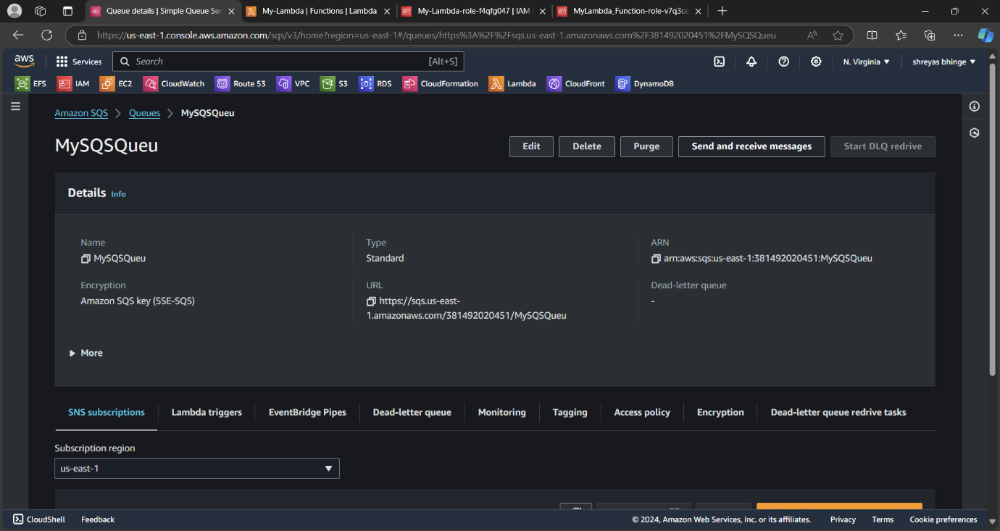 Queue details | Simple Queue Ser
My-Lambda | Functions | Lambda
My-Lambda-role-f4qfg047 | IAM
MyLambda_Function-role-v7q3ce
https://us-east-1.console.aws.amazon.com/sqs/v3/home?region=us-east-1#/queues/https%3A%2F%2Fsqs.us-east-1.amazonaws.com%2F381492020451%2FMySQSQueu
aws Services Search [Alt+S] N. Virginia shreyas bhinge
EFS IAM EC2 CloudWatch Route 53 VPC S3 RDS CloudFormation Lambda CloudFront DynamoDB
Amazon SQS > Queues > MySQSQueu
MySQSQueu
Edit Delete Purge Send and receive messages Start DLQ redrive
Details Info
Name Type ARN
MySQSQueu Standard arn:aws:sqs:us-east-1:381492020451:MySQSQueu
Encryption URL Dead-letter queue
Amazon SQS key (SSE-SQS) https://sqs.us-east- -
1.amazonaws.com/381492020451/MySQSQueu
More
SNS subscriptions Lambda triggers EventBridge Pipes Dead-letter queue Monitoring Tagging Access policy Encryption Dead-letter queue redrive tasks
Subscription region
us-east-1
CloudShell Feedback © 2024, Amazon Web Services, Inc. or its affiliates. Privacy Terms Cookie preferences